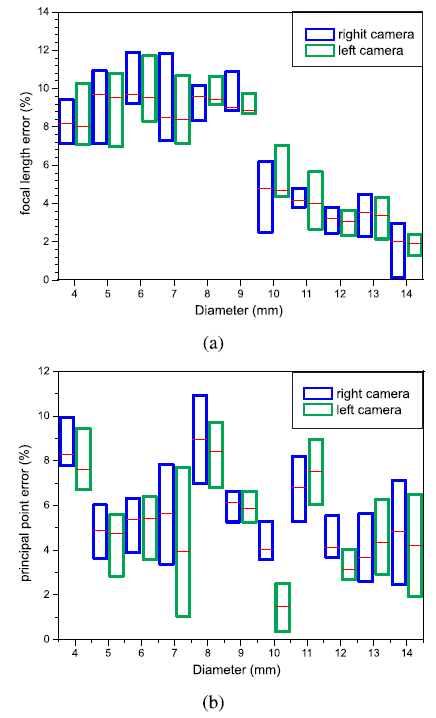 14
12
10
8
6
4
2
0
focal length error (%)
rigｈit camera
left camera
4 5 6 7 8 9 10 11 12 13 14
Diameter (mm)
(a)
12
10
8
6
4
2
0
principal point error (%)
right camera
left camera
4 5 6 7 8 9 10 11 12 13 14
Diameter (mm)
(b)